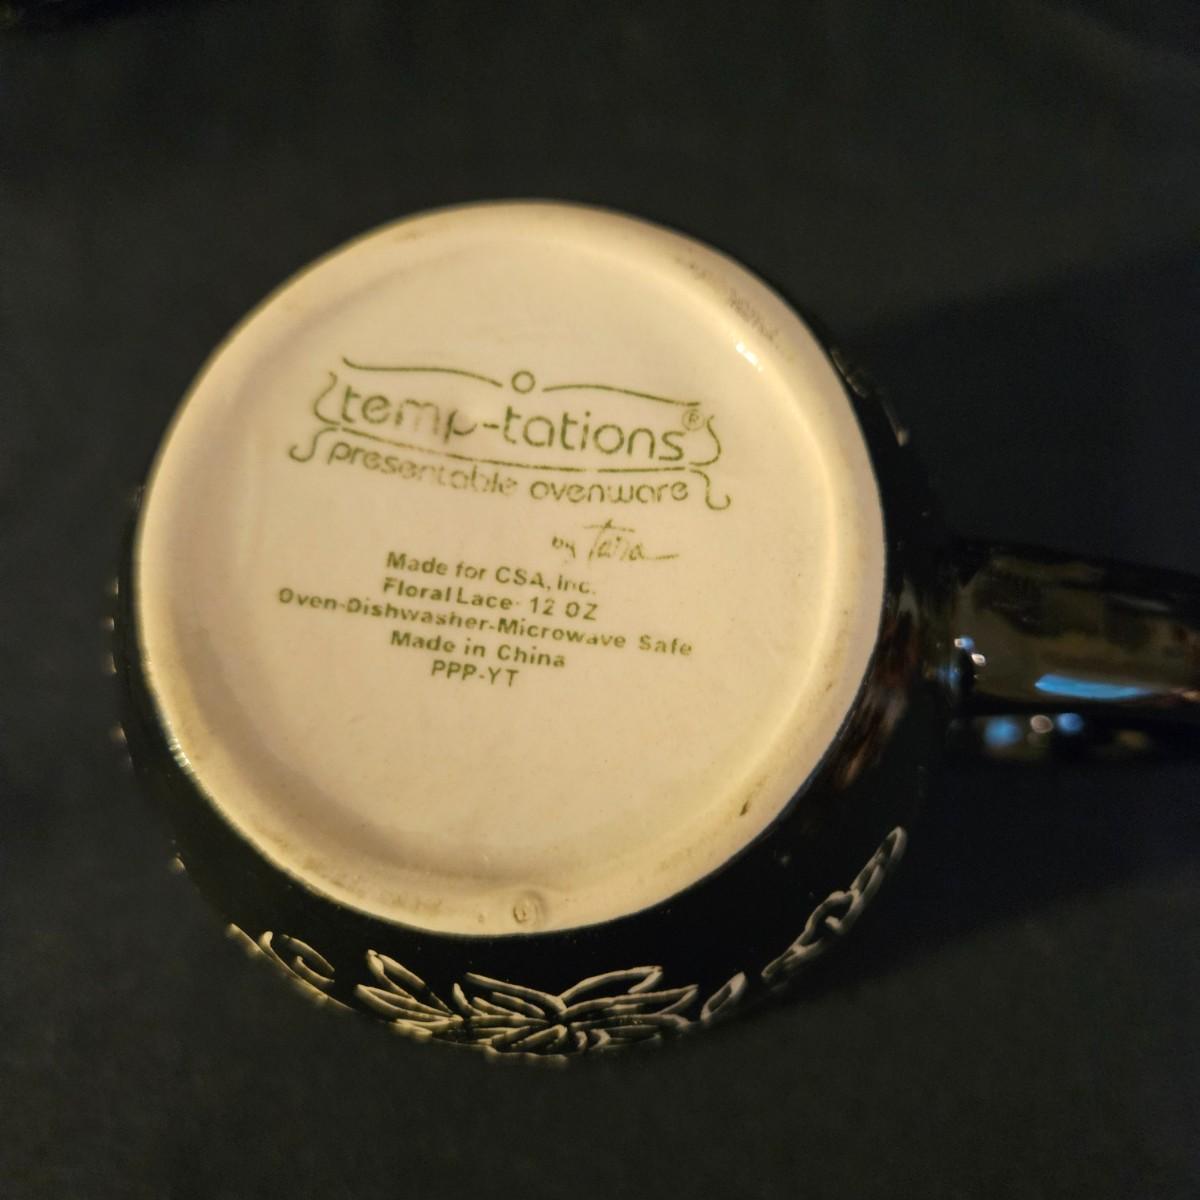 temp-tations®
presentable ovenware
by Tara
Made for CSA, Inc.
Floral Lace- 12 OZ
Oven-Dishwasher-Microwave Safe
Made in China
PPP-YT